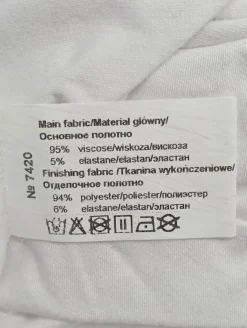 Main fabric/Materiał główny/
Основное полотно
95% viscose/wiskoza/вискоза
5% elastane/elastan/эластан
Finishing fabric /Tkanina wykończeniowe/
Отделочное полотно
94% polyester/poliester/полиэстер
6% elastane/elastan/эластан
№ 7420